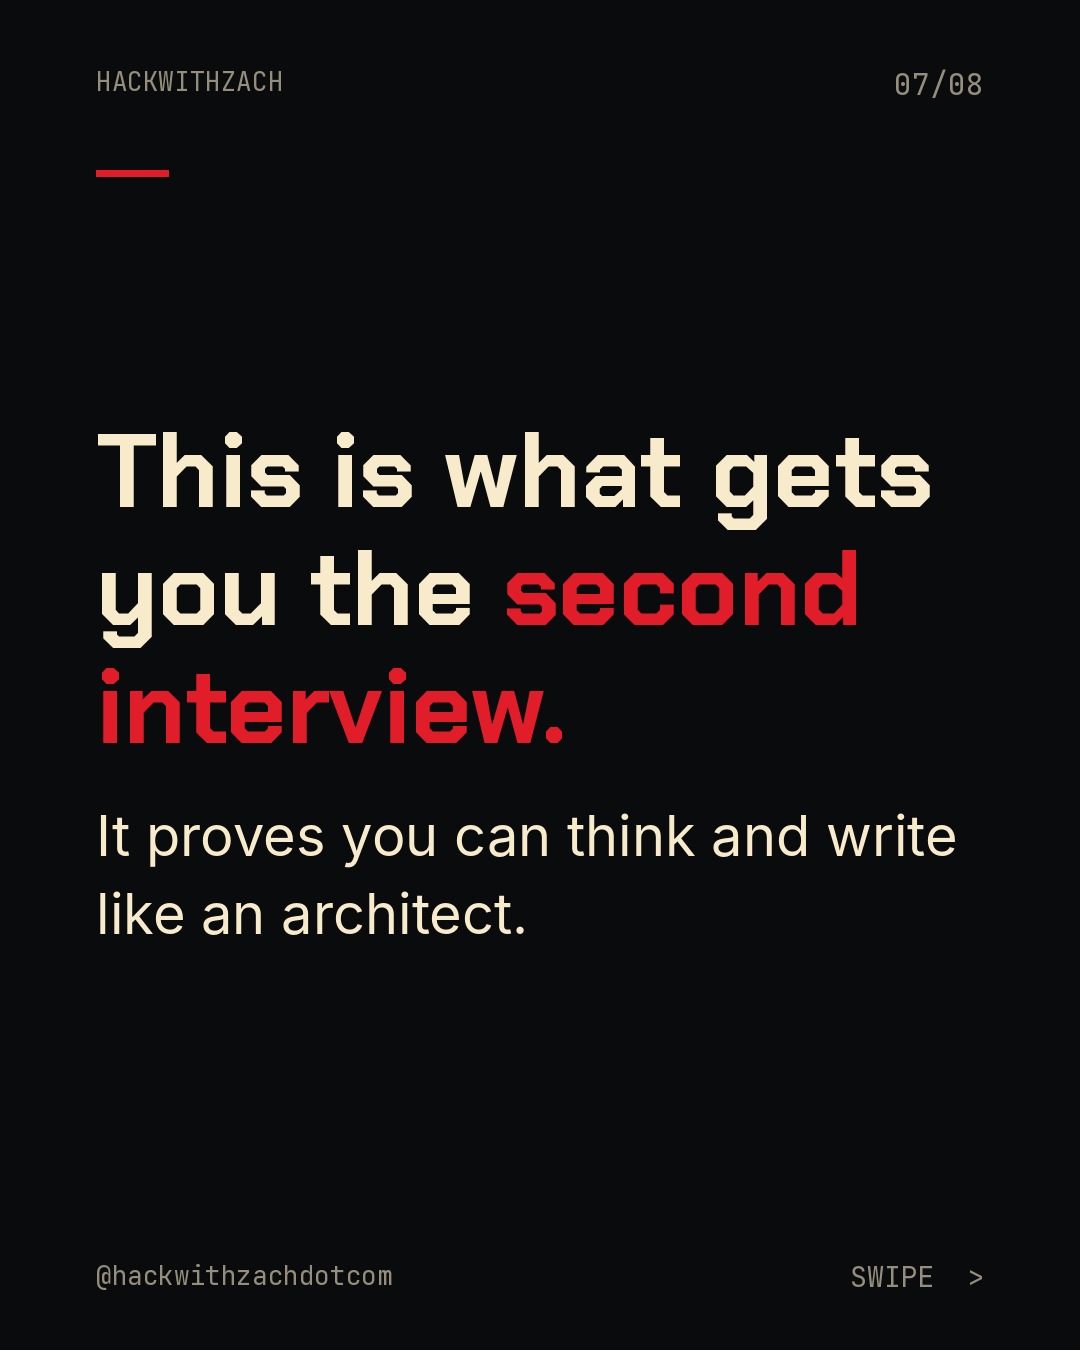 HACKWITHZACH
07/08
This is what gets
you the second
interview.
It proves you can think and write
like an architect.
@hackwithzachdotcom
SWIPE >